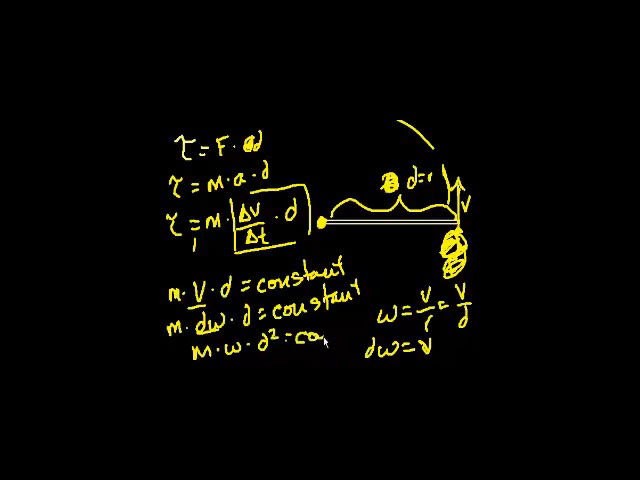 τ = F · d
τ = m · a · d
τ = m · Δv/Δt · d
d=r
v
m · v · d = constant
m · dω · d = constant
m · ω · d² = co
ω = v/r = v/d
dω = v